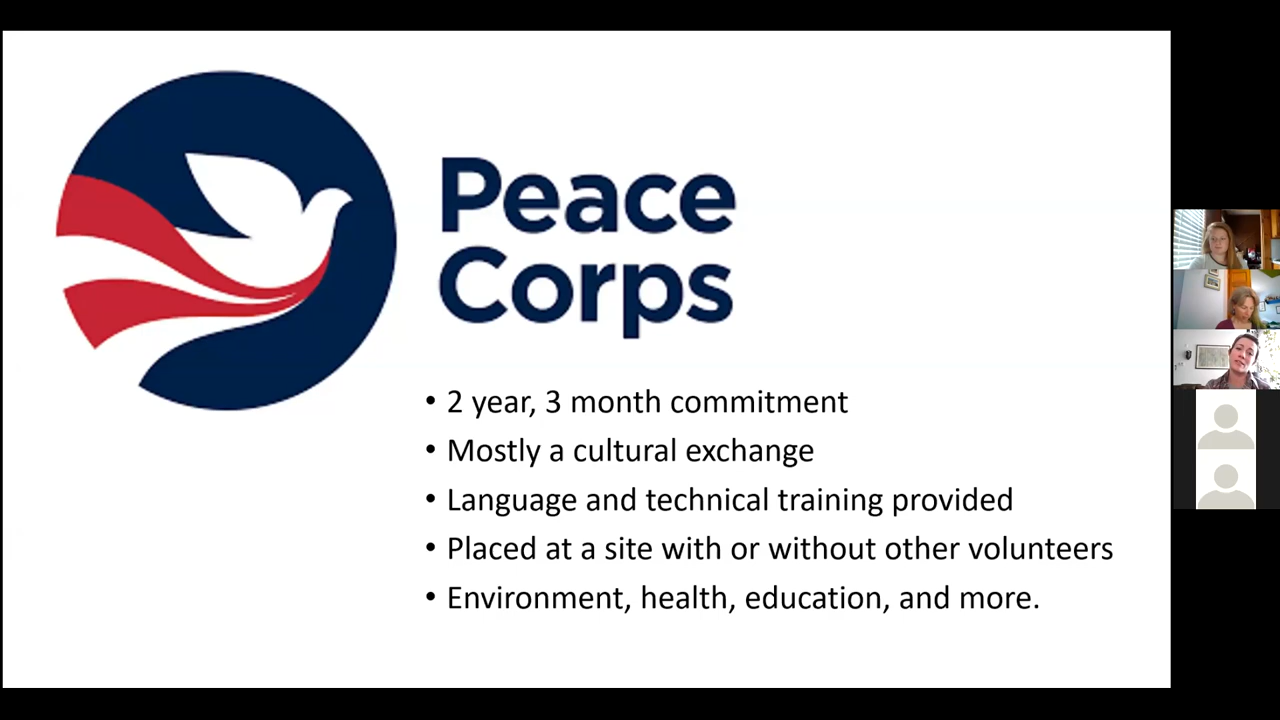 Peace
Corps
• 2 year, 3 month commitment
• Mostly a cultural exchange
• Language and technical training provided
• Placed at a site with or without other volunteers
• Environment, health, education, and more.